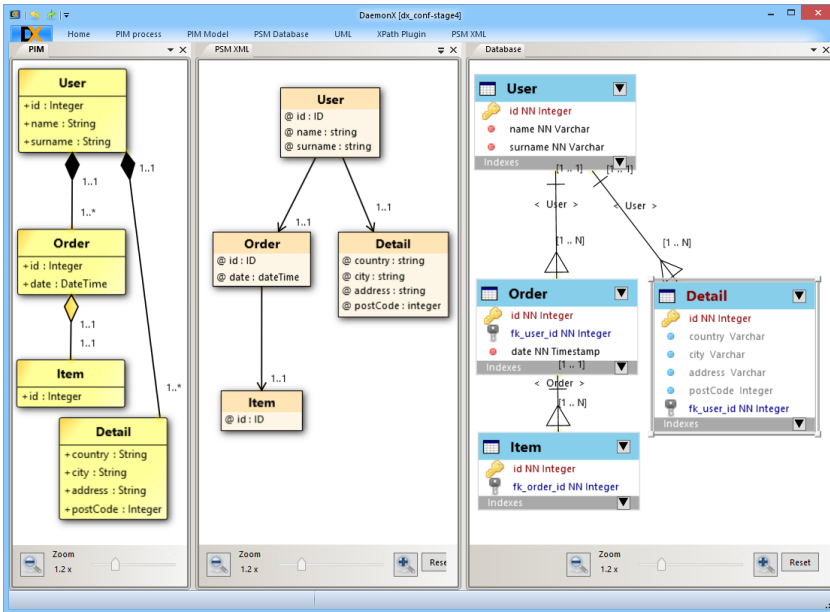 DaemonX [dx_conf-stage4]
DX Home PIM process PIM Model PSM Database UML XPath Plugin PSM XML
PIM
User
+id : Integer
+name : String
+surname : String
1..1
1..1
1..*
Order
+id : Integer
+date : DateTime
1..1
1..1
Item
+id : Integer
1..*
Detail
+country : String
+city : String
+address : String
+postCode : Integer
Zoom
1.2 x
PSM XML
User
@ id : ID
@ name : string
@ surname : string
1..1
1..1
Order
@ id : ID
@ date : dateTime
Detail
@ country : string
@ city : string
@ address : string
@ postCode : integer
1..1
Item
@ id : ID
Zoom
1.2 x
Rese
Database
User
id NN Integer
name NN Varchar
surname NN Varchar
Indexes
[1 .. 1]
[1 .. 1]
< User >
< User >
[1 .. N]
[1 .. N]
Order
id NN Integer
fk_user_id NN Integer
date NN Timestamp
Indexes
Detail
id NN Integer
country Varchar
city Varchar
address Varchar
postCode Integer
fk_user_id NN Integer
Indexes
[1 .. 1]
< Order >
[1 .. N]
Item
id NN Integer
fk_order_id NN Integer
Indexes
Zoom
1.2 x
Reset